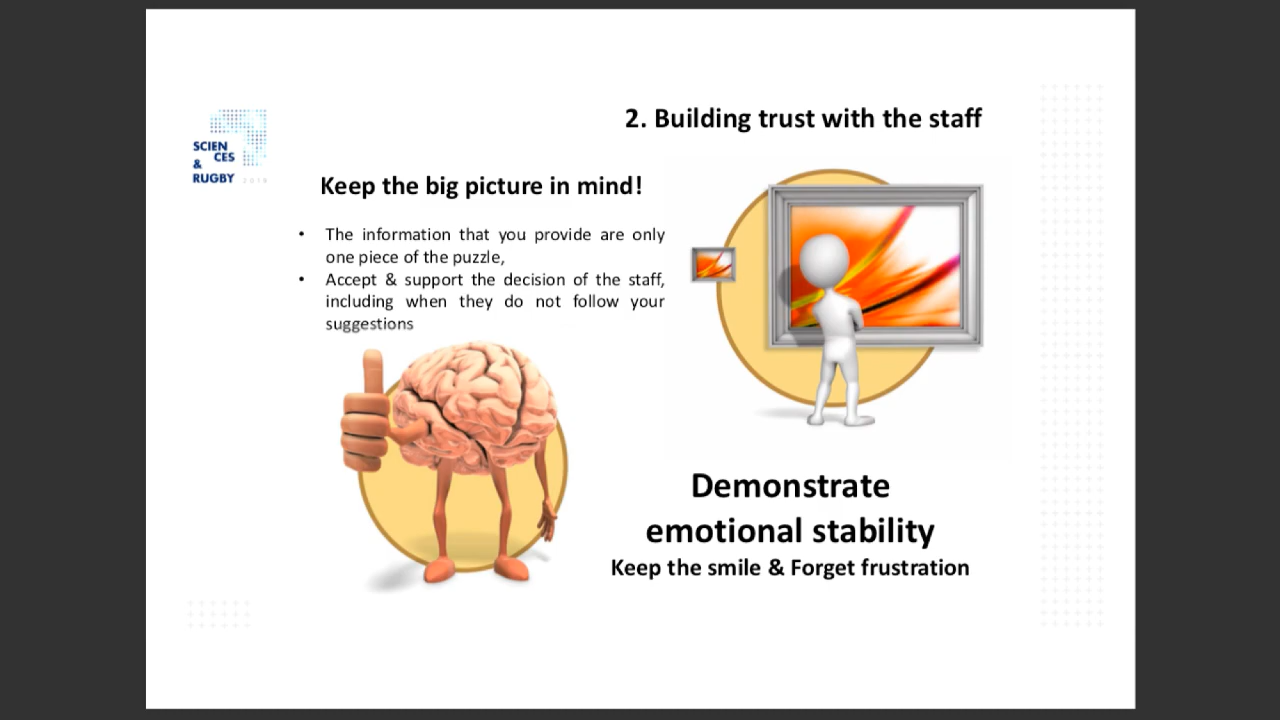 2. Building trust with the staff
SCIEN
CES
&
RUGBY 2019
Keep the big picture in mind!
• The information that you provide are only
one piece of the puzzle,
• Accept & support the decision of the staff,
including when they do not follow your
suggestions
Demonstrate
emotional stability
Keep the smile & Forget frustration